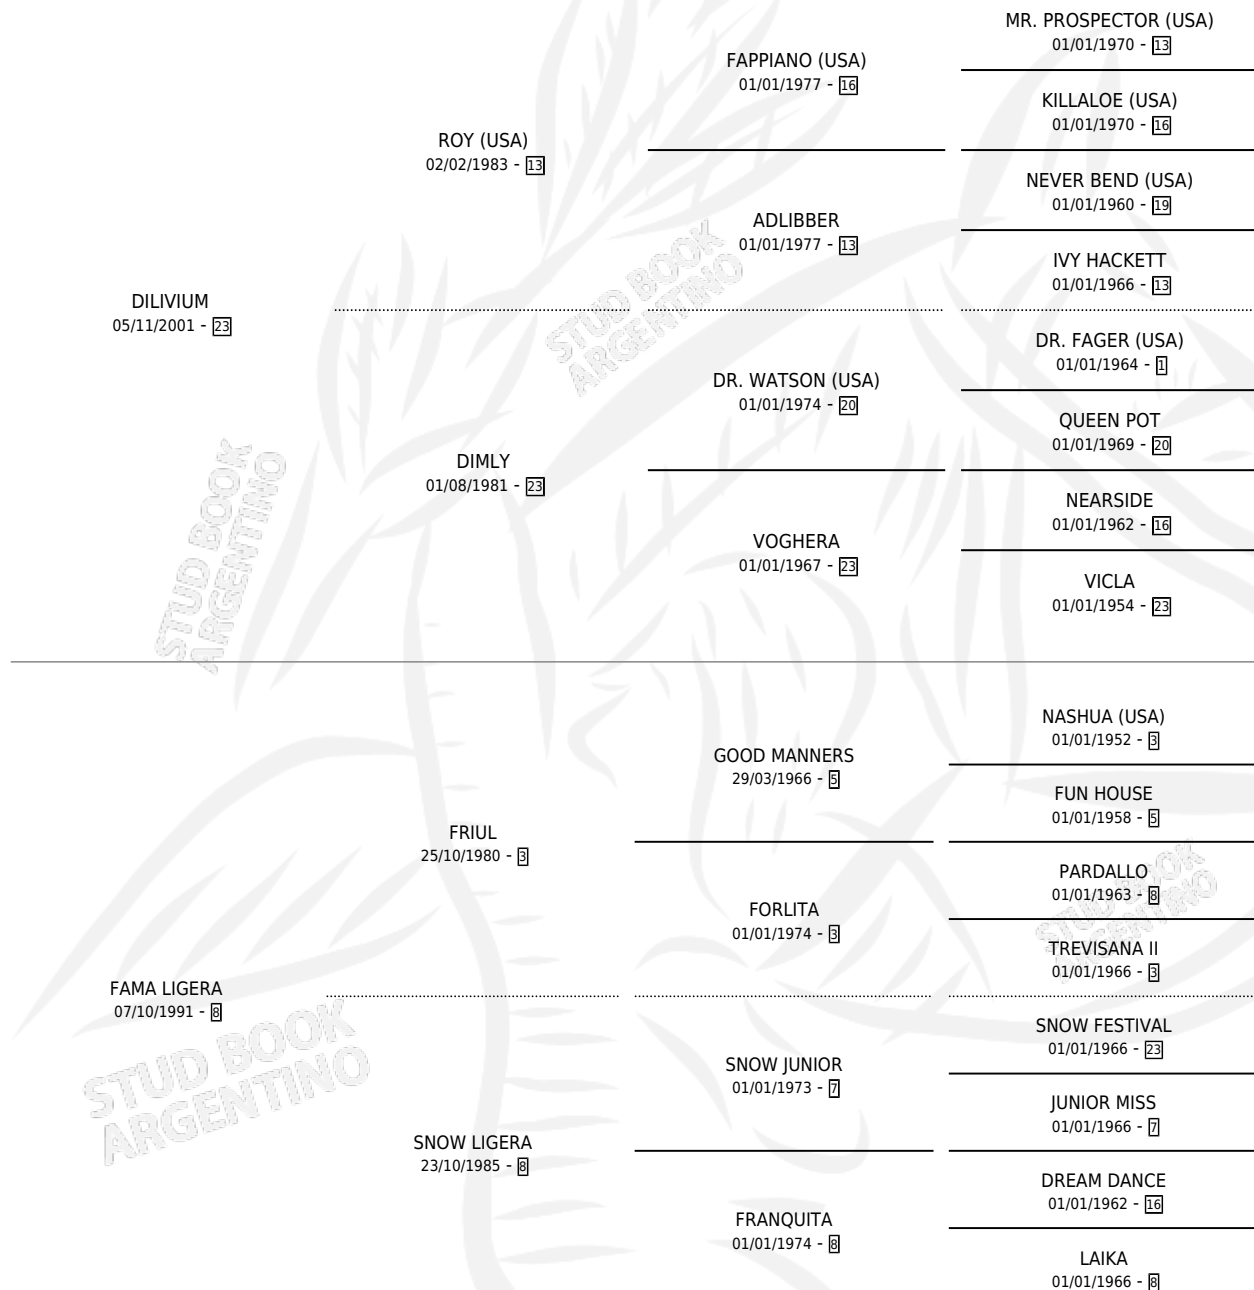 MR. PROSPECTOR (USA)
01/01/1970 - 13
FAPPIANO (USA)
01/01/1977 - 16
KILLALOE (USA)
01/01/1970 - 16
ROY (USA)
02/02/1983 - 13
NEVER BEND (USA)
01/01/1960 - 19
ADLIBBER
01/01/1977 - 13
IVY HACKETT
01/01/1966 - 13
DILIVIUM
05/11/2001 - 23
DR. FAGER (USA)
01/01/1964 - 1
DR. WATSON (USA)
01/01/1974 - 20
QUEEN POT
01/01/1969 - 20
DIMLY
01/08/1981 - 23
NEARSIDE
01/01/1962 - 16
VOGHERA
01/01/1967 - 23
VICLA
01/01/1954 - 23
NASHUA (USA)
01/01/1952 - 3
GOOD MANNERS
29/03/1966 - 5
FUN HOUSE
01/01/1958 - 5
FRIUL
25/10/1980 - 3
PARDALLO
01/01/1963 - 8
FORLITA
01/01/1974 - 3
TREVISANA II
01/01/1966 - 3
FAMA LIGERA
07/10/1991 - 8
SNOW FESTIVAL
01/01/1966 - 23
SNOW JUNIOR
01/01/1973 - 7
JUNIOR MISS
01/01/1966 - 7
SNOW LIGERA
23/10/1985 - 8
DREAM DANCE
01/01/1962 - 16
FRANQUITA
01/01/1974 - 8
LAIKA
01/01/1966 - 8
STUD BOOK
ARGENTINO
STUD BOOK
ARGENTINO
STUD BOOK
ARGENTINO
STUD BOOK
ARGENTINO